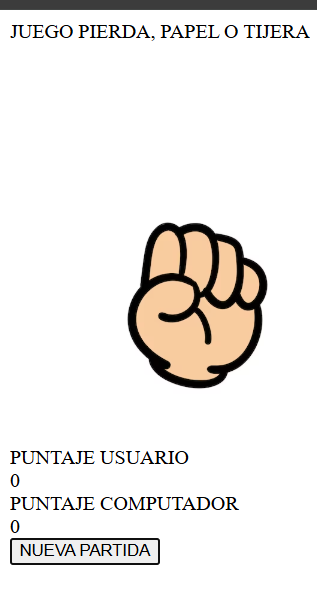 JUEGO PIERDA, PAPEL O TIJERA
PUNTAJE USUARIO
0
PUNTAJE COMPUTADOR
0
NUEVA PARTIDA